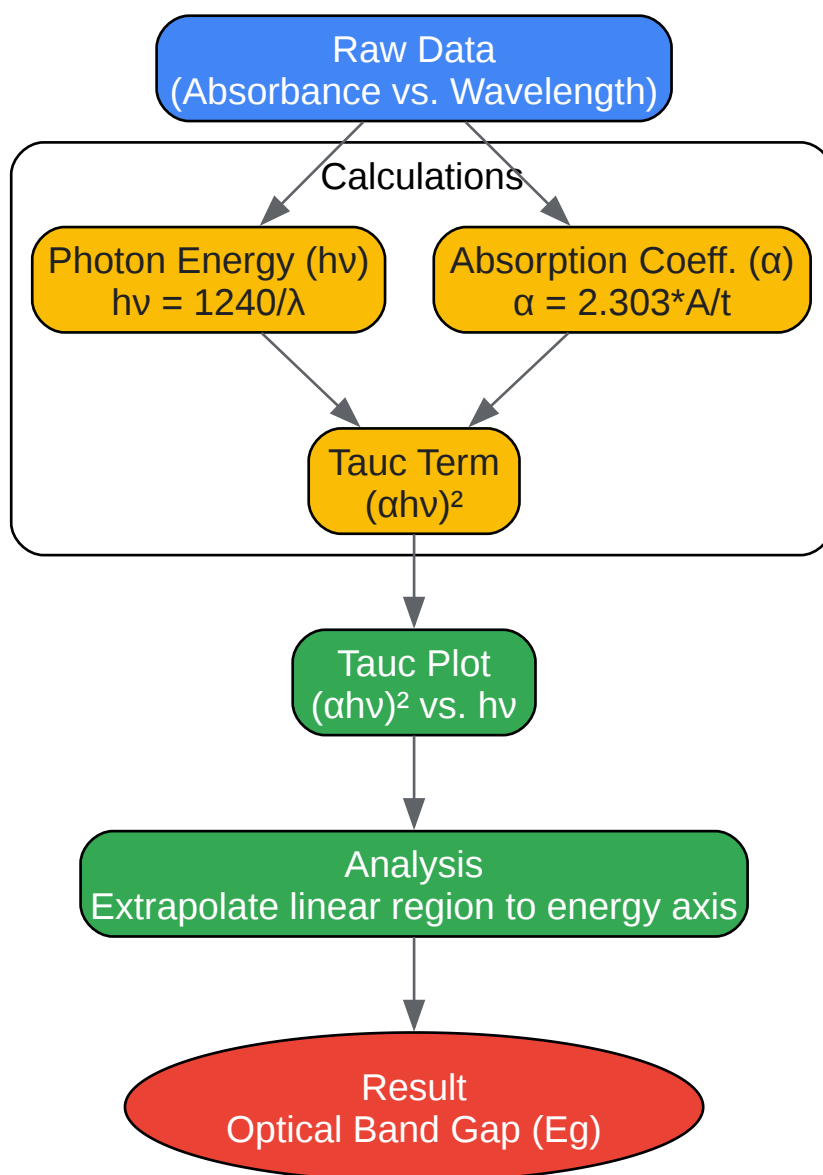 Raw Data
(Absorbance vs. Wavelength)
Calculations
Photon Energy (hν)
hν = 1240/λ
Absorption Coeff. (α)
α = 2.303*A/t
Tauc Term
(αhν)²
Tauc Plot
(αhν)² vs. hν
Analysis
Extrapolate linear region to energy axis
Result
Optical Band Gap (Eg)